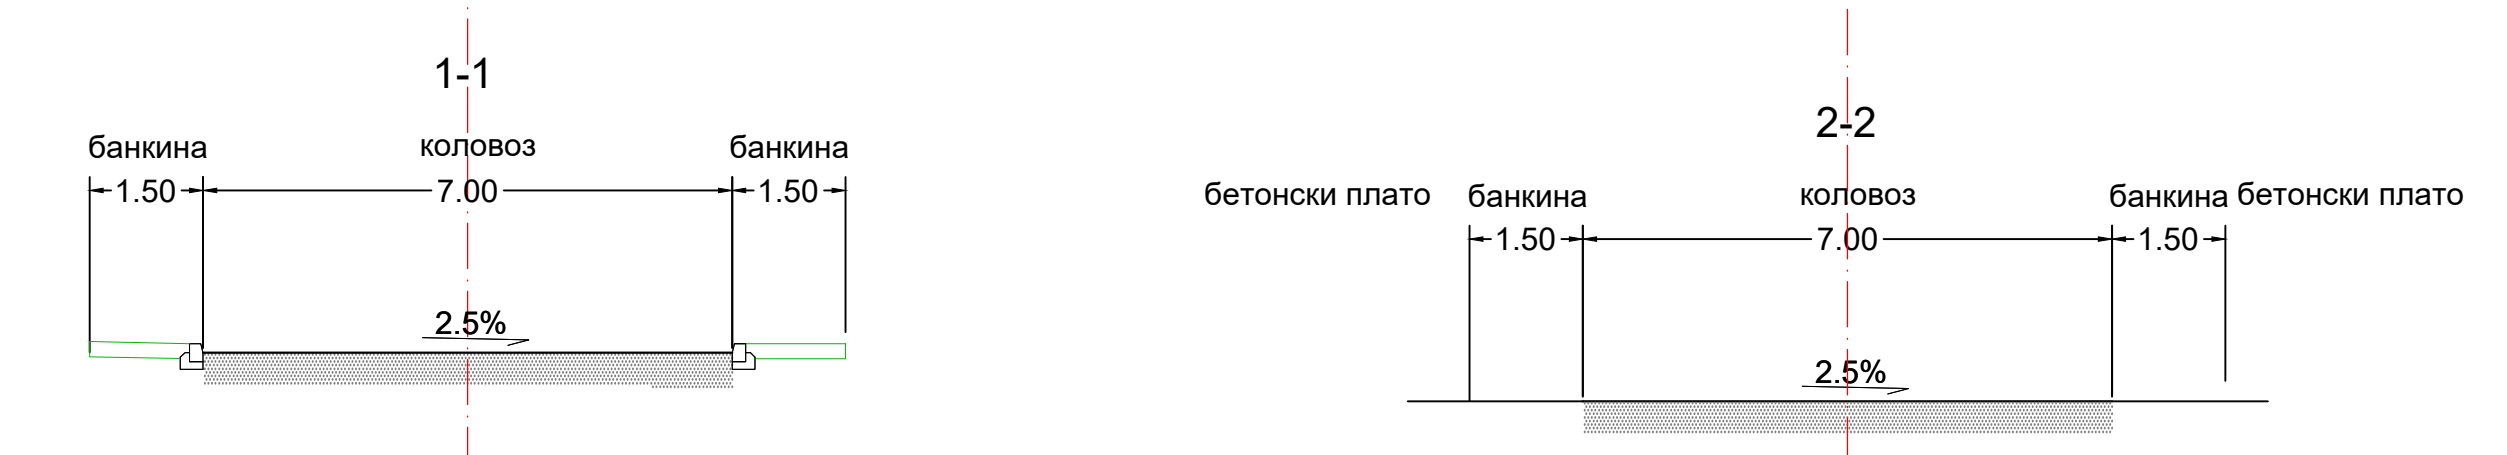 1-1
банкина коловоз банкина
1.50 7.00 1.50
2.5%
2-2
бетонски плато банкина коловоз банкина бетонски плато
1.50 7.00 1.50
2.5%